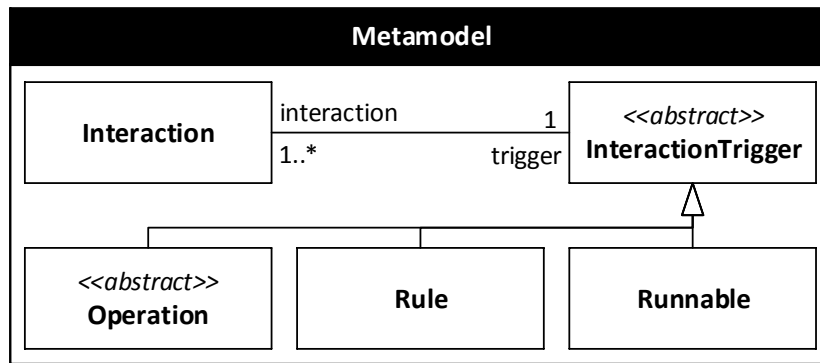 Metamodel
Interaction
interaction
1..*
1
trigger
<<abstract>>
InteractionTrigger
<<abstract>>
Operation
Rule
Runnable